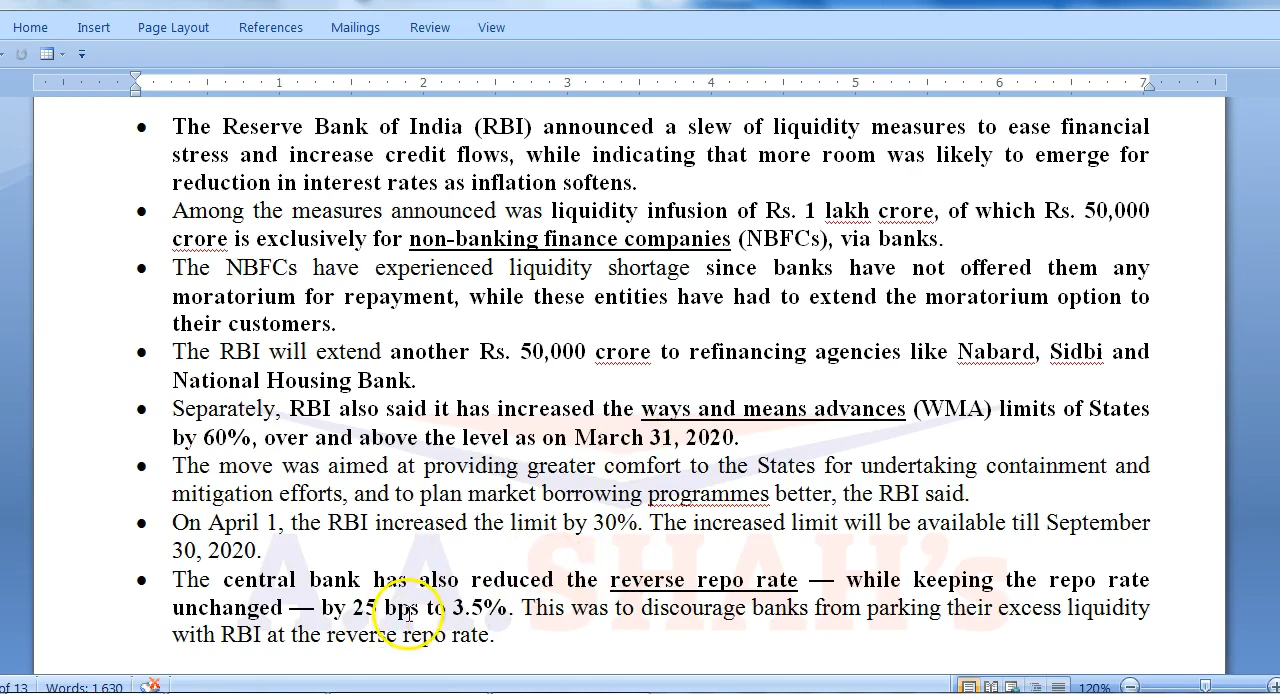 Home Insert Page Layout References Mailings Review View
1 2 3 4 5 6 7
• The Reserve Bank of India (RBI) announced a slew of liquidity measures to ease financial
stress and increase credit flows, while indicating that more room was likely to emerge for
reduction in interest rates as inflation softens.
• Among the measures announced was liquidity infusion of Rs. 1 lakh crore, of which Rs. 50,000
crore is exclusively for non-banking finance companies (NBFCs), via banks.
• The NBFCs have experienced liquidity shortage since banks have not offered them any
moratorium for repayment, while these entities have had to extend the moratorium option to
their customers.
• The RBI will extend another Rs. 50,000 crore to refinancing agencies like Nabard, Sidbi and
National Housing Bank.
• Separately, RBI also said it has increased the ways and means advances (WMA) limits of States
by 60%, over and above the level as on March 31, 2020.
• The move was aimed at providing greater comfort to the States for undertaking containment and
mitigation efforts, and to plan market borrowing programmes better, the RBI said.
• On April 1, the RBI increased the limit by 30%. The increased limit will be available till September
30, 2020.
A.A.SHAH's
• The central bank has also reduced the reverse repo rate — while keeping the repo rate
unchanged — by 25 bps to 3.5%. This was to discourage banks from parking their excess liquidity
with RBI at the reverse repo rate.
of 13 Words: 1,630 120%